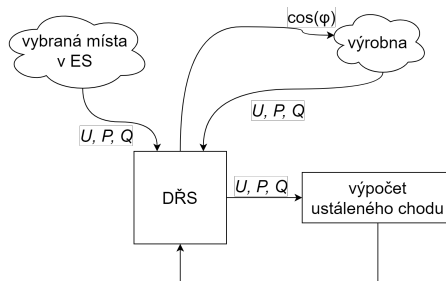 cos(φ)
vybraná místa
v ES
výrobna
U, P, Q
U, P, Q
DŘS
U, P, Q
výpočet
ustáleného chodu